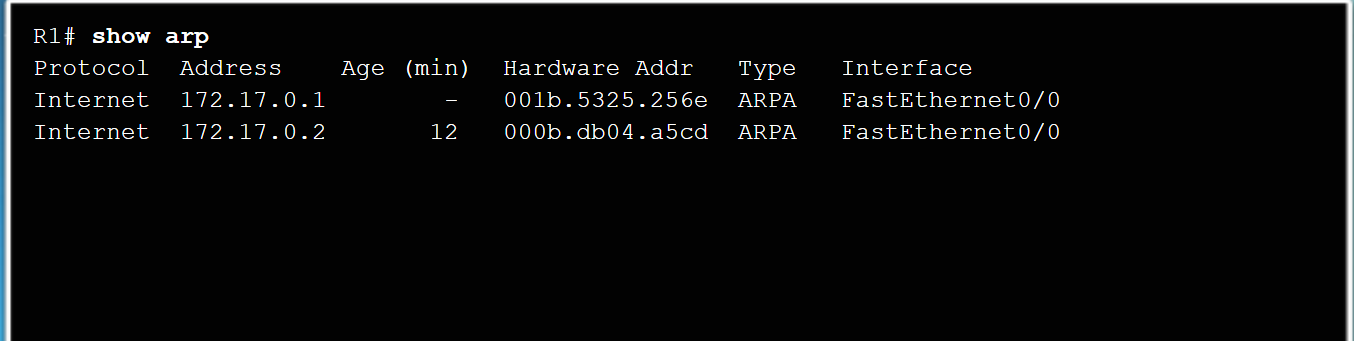 R1# show arp
Protocol  Address    Age (min)  Hardware Addr   Type   Interface
Internet  172.17.0.1        -   001b.5325.256e  ARPA   FastEthernet0/0
Internet  172.17.0.2       12   000b.db04.a5cd  ARPA   FastEthernet0/0